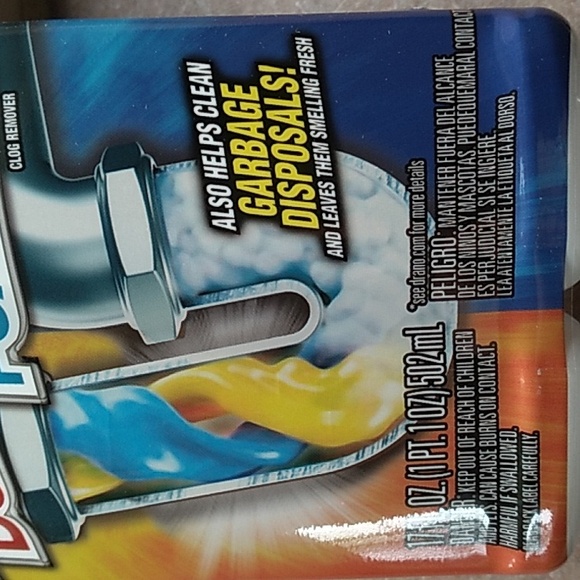 CLOG REMOVER
ALSO HELPS CLEAN
GARBAGE
DISPOSALS!
AND LEAVES THEM SMELLING FRESH
*see drano.com for more details
OZ (1 PT. 1 OZ) 502mL
KEEP OUT OF REACH OF CHILDREN
CAN CAUSE BURNS ON CONTACT.
HARMFUL IF SWALLOWED.
LABEL CAREFULLY.
PELIGRO: MANTENER FUERA DEL ALCANCE
DE LOS NIÑOS Y MASCOTAS. PUEDE QUEMAR AL CONTACT
ES PERJUDICIAL SI SE INGIERE.
LEA ATENTAMENTE LA ETIQUETA AL DORSO.